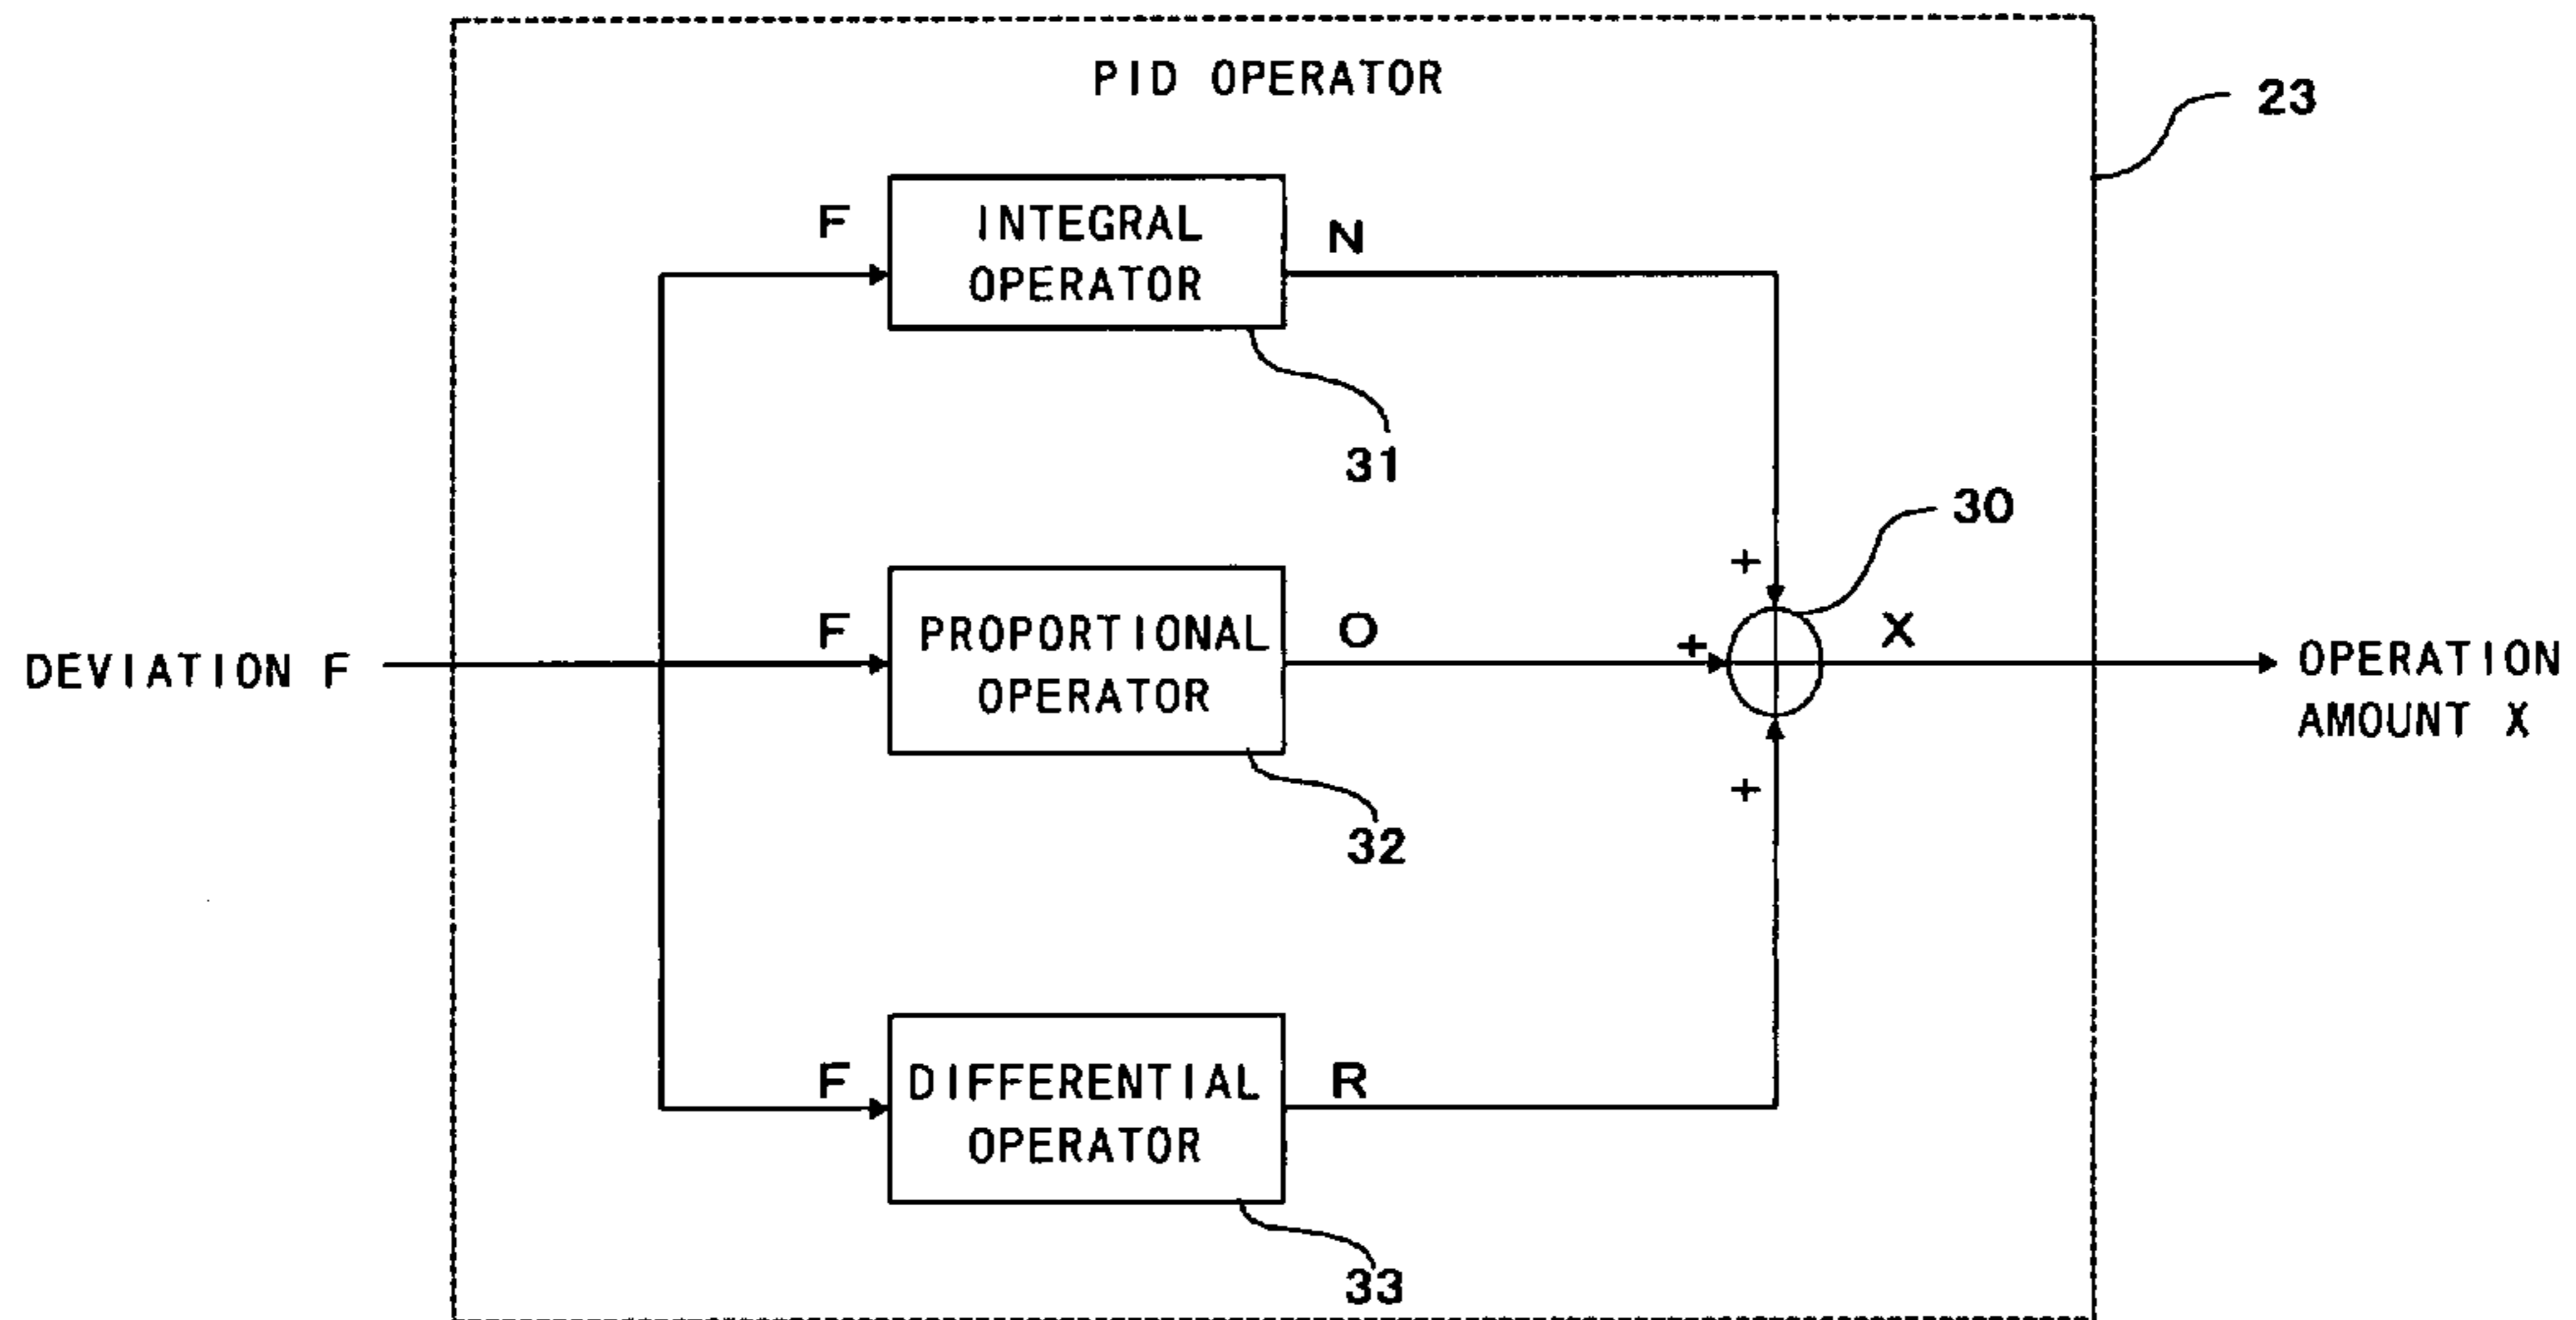 PID OPERATOR
23
F
INTEGRAL
OPERATOR
N
31
30
+
DEVIATION F
F
PROPORTIONAL
OPERATOR
O
+
X
OPERATION
AMOUNT X
32
+
F
DIFFERENTIAL
OPERATOR
R
33